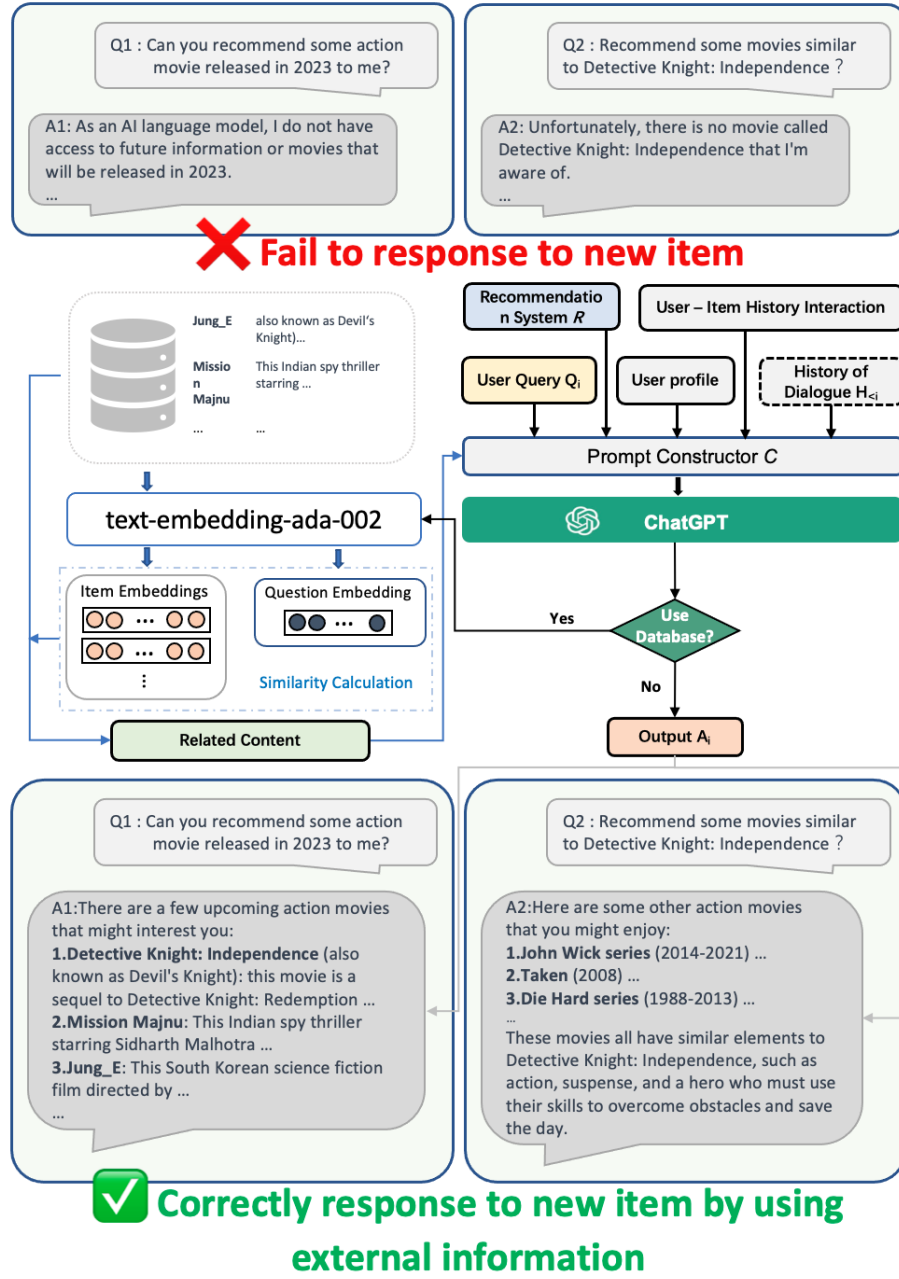 Q1 : Can you recommend some action
movie released in 2023 to me?
A1: As an AI language model, I do not have
access to future information or movies that
will be released in 2023.
...
Q2 : Recommend some movies similar
to Detective Knight: Independence ?
A2: Unfortunately, there is no movie called
Detective Knight: Independence that I'm
aware of.
...
Fail to response to new item
Jung_E
also known as Devil's
Knight)...
Missio
n
Majnu
This Indian spy thriller
starring ...
...
...
text-embedding-ada-002
Item Embeddings
...
...
Question Embedding
...
Similarity Calculation
Related Content
Recommendatio
n System R
User – Item History Interaction
User Query Qi
User profile
History of
Dialogue H<i
Prompt Constructor C
ChatGPT
Use
Database?
Yes
No
Output Ai
Q1 : Can you recommend some action
movie released in 2023 to me?
A1:There are a few upcoming action movies
that might interest you:
1.Detective Knight: Independence (also
known as Devil's Knight): this movie is a
sequel to Detective Knight: Redemption ...
2.Mission Majnu: This Indian spy thriller
starring Sidharth Malhotra ...
3.Jung_E: This South Korean science fiction
film directed by ...
...
Q2 : Recommend some movies similar
to Detective Knight: Independence ?
A2:Here are some other action movies
that you might enjoy:
1.John Wick series (2014-2021) ...
2.Taken (2008) ...
3.Die Hard series (1988-2013) ...
...
These movies all have similar elements to
Detective Knight: Independence, such as
action, suspense, and a hero who must use
their skills to overcome obstacles and save
the day.
Correctly response to new item by using
external information